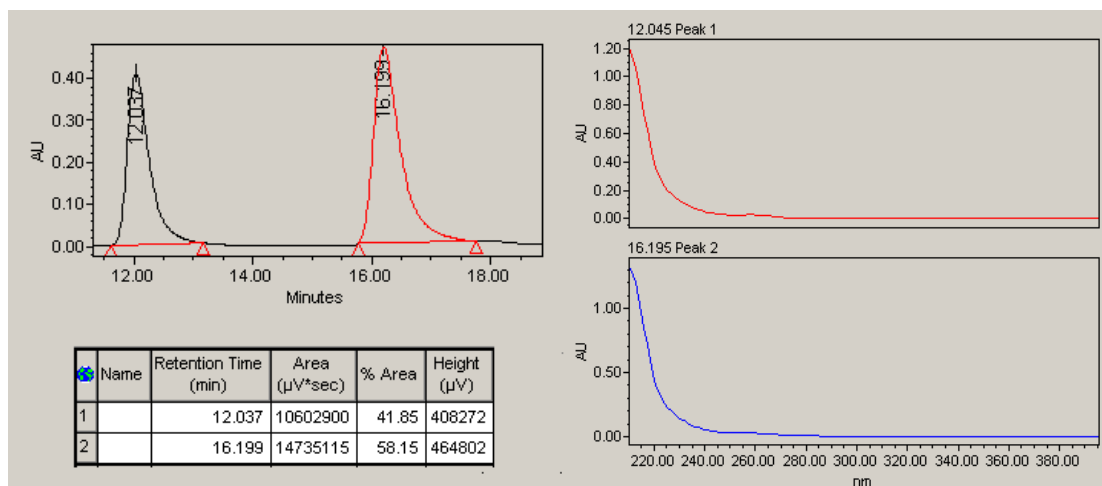 AU
0.40
0.30
0.20
0.10
0.00
12.037
16.199
12.00 14.00 16.00 18.00
Minutes
Name Retention Time (min) Area (µV*sec) % Area Height (µV)
1 12.037 10602900 41.85 408272
2 16.199 14735115 58.15 464802
12.045 Peak 1
AU
1.20
1.00
0.80
0.60
0.40
0.20
0.00
16.195 Peak 2
AU
1.00
0.50
0.00
220.00 240.00 260.00 280.00 300.00 320.00 340.00 360.00 380.00
nm